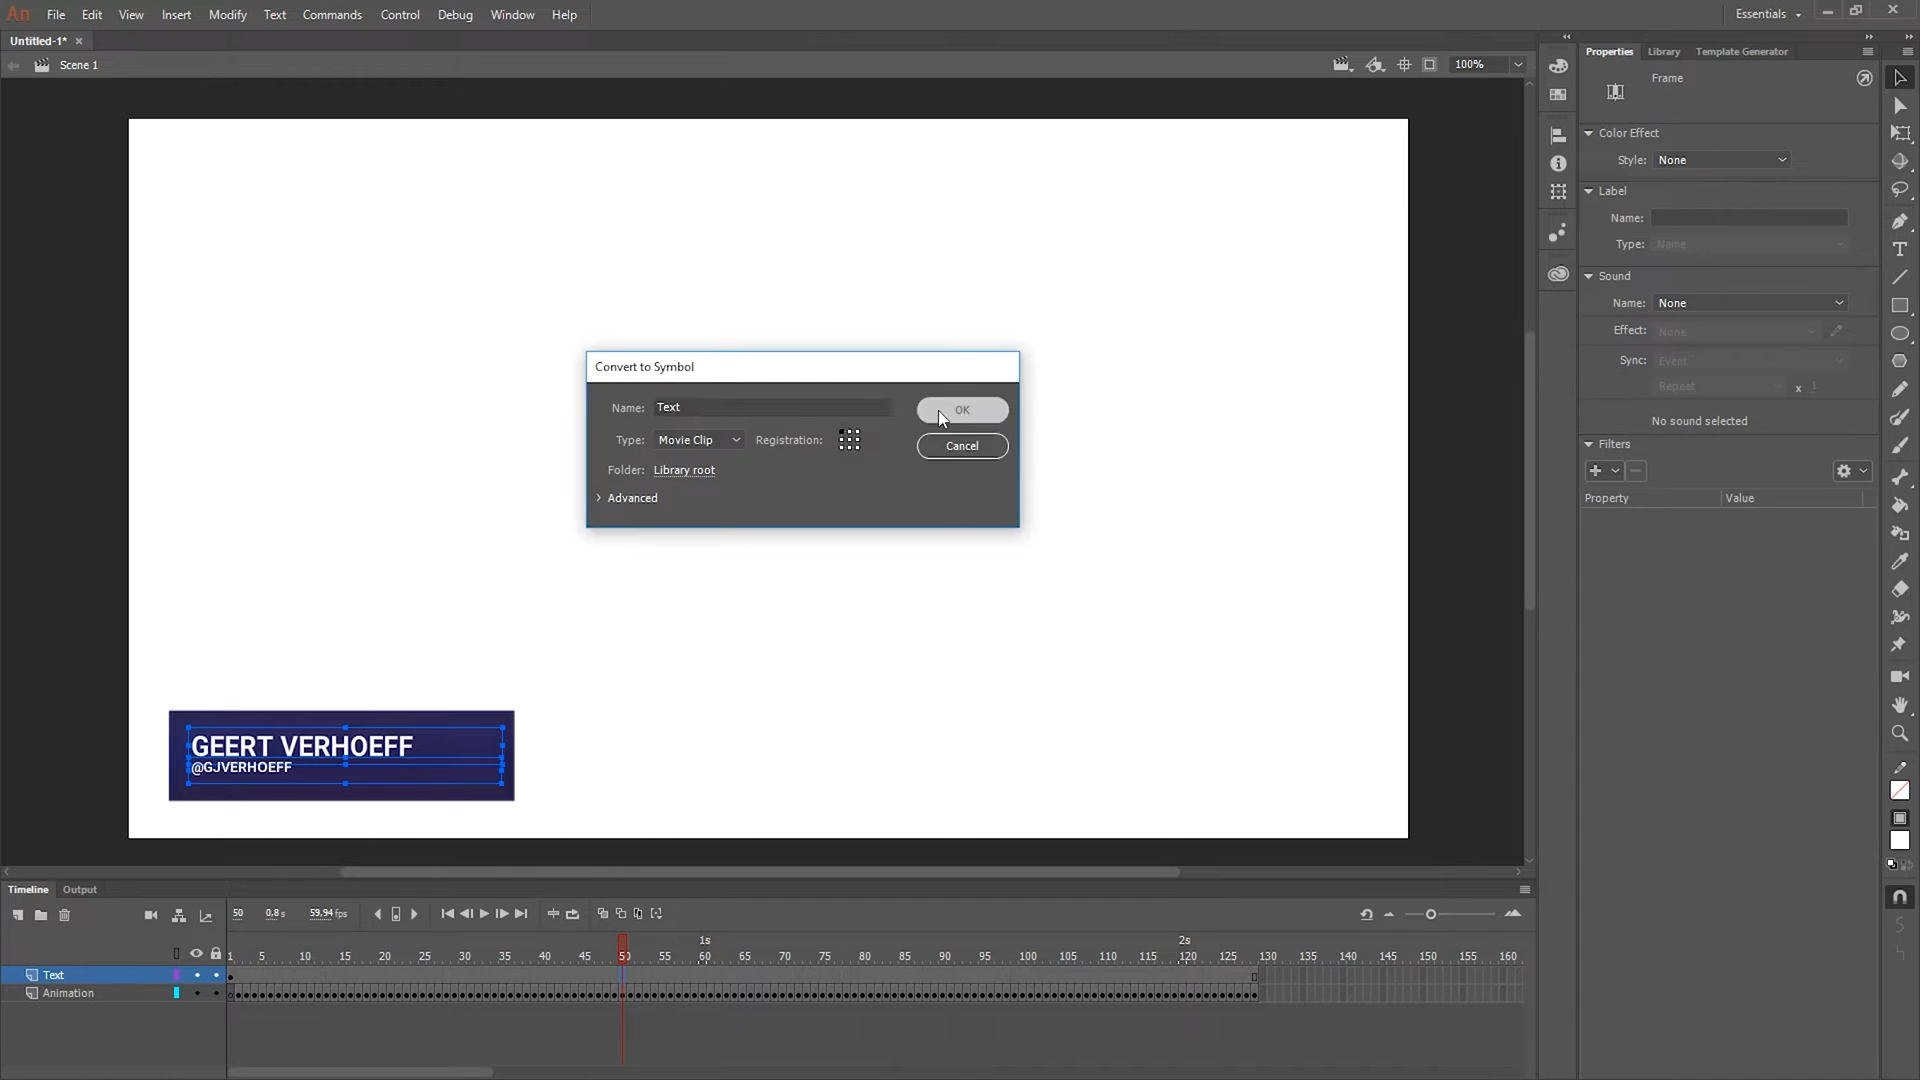 An File Edit View Insert Modify Text Commands Control Debug Window Help Essentials
Untitled-1*
Scene 1 100%
Properties Library Template Generator
Frame
Color Effect
Style: None
Label
Name:
Type: Name
Sound
Name: None
Effect: None
Sync: Event
Repeat x 1
No sound selected
Filters
Property Value
Convert to Symbol
Name: Text OK
Type: Movie Clip Registration: Cancel
Folder: Library root
Advanced
GEERT VERHOEFF
@GJVERHOEFF
Timeline Output
50 0,8 s 59,94 fps
1s 2s
1 5 10 15 20 25 30 35 40 45 50 55 60 65 70 75 80 85 90 95 100 105 110 115 120 125 130 135 140 145 150 155 160
Text
Animation